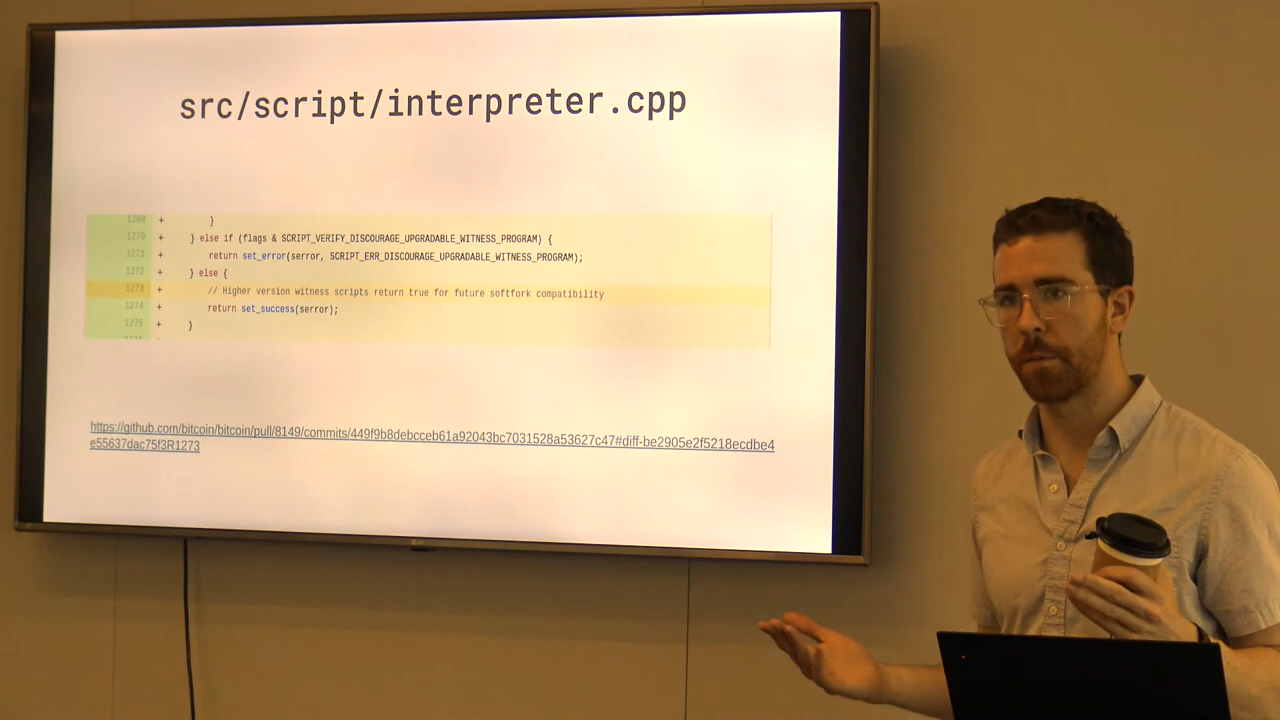 src/script/interpreter.cpp
1269 + }
1270 + } else if (flags & SCRIPT_VERIFY_DISCOURAGE_UPGRADABLE_WITNESS_PROGRAM) {
1271 + return set_error(serror, SCRIPT_ERR_DISCOURAGE_UPGRADABLE_WITNESS_PROGRAM);
1272 + } else {
1273 + // Higher version witness scripts return true for future softfork compatibility
1274 + return set_success(serror);
1275 + }
https://github.com/bitcoin/bitcoin/pull/8149/commits/449f9b8debcceb61a92043bc7031528a53627c47#diff-be2905e2f5218ecdbe4
e55637dac75f3R1273
LG